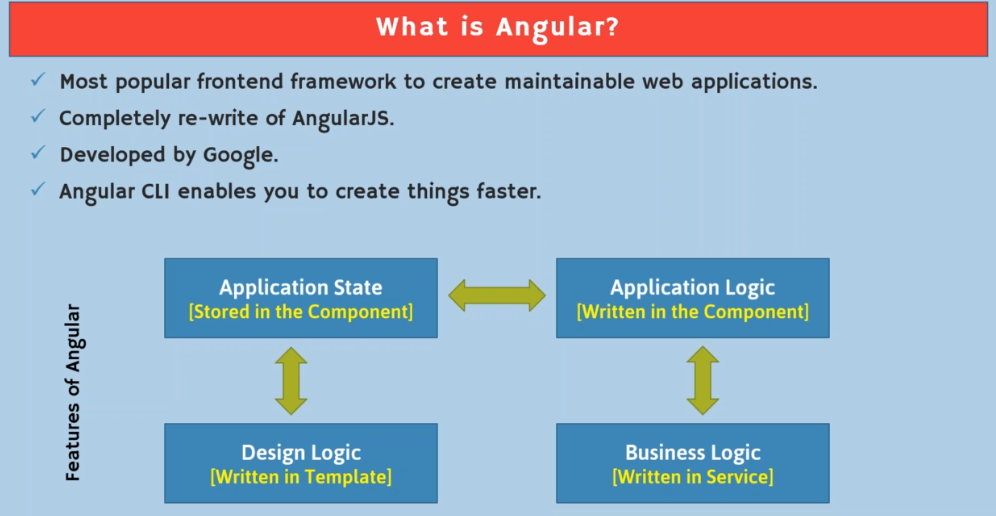 What is Angular?
Most popular frontend framework to create maintainable web applications.
Completely re-write of AngularJS.
Developed by Google.
Angular CLI enables you to create things faster.
Features of Angular
Application State
[Stored in the Component]
Application Logic
[Written in the Component]
Design Logic
[Written in Template]
Business Logic
[Written in Service]